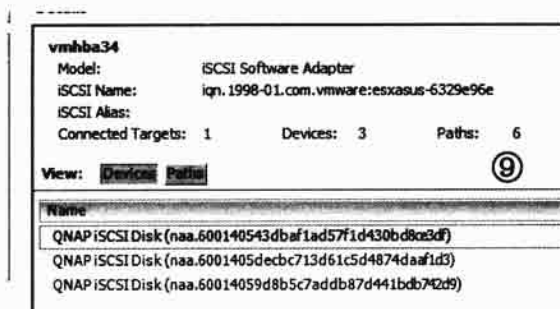 vmhba34
Model: iSCSI Software Adapter
iSCSI Name: iqn.1998-01.com.vmware:esxasus-6329e96e
iSCSI Alias:
Connected Targets: 1 Devices: 3 Paths: 6
⑨
View: Devices Paths
Name
QNAP iSCSI Disk (naa.600140543dbaf1ad57f1d430bd8ce3df)
QNAP iSCSI Disk (naa.6001405decbc713d61c5d4874daaf1d3)
QNAP iSCSI Disk (naa.60014059d8b5c7addb87d441bdb742d9)